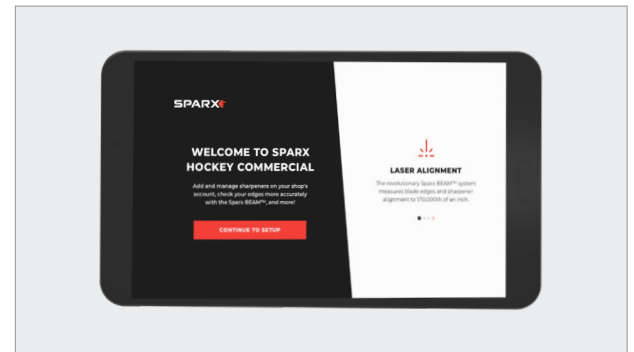 SPARX
WELCOME TO SPARX
HOCKEY COMMERCIAL
Add and manage sharpeners on your shop's
account, check your edges more accurately
with the Sparx BEAM™, and more!
CONTINUE TO SETUP
LASER ALIGNMENT
The revolutionary Sparx BEAM™ system
measures blade edges and sharpener
alignment to 1/10,000th of an inch.